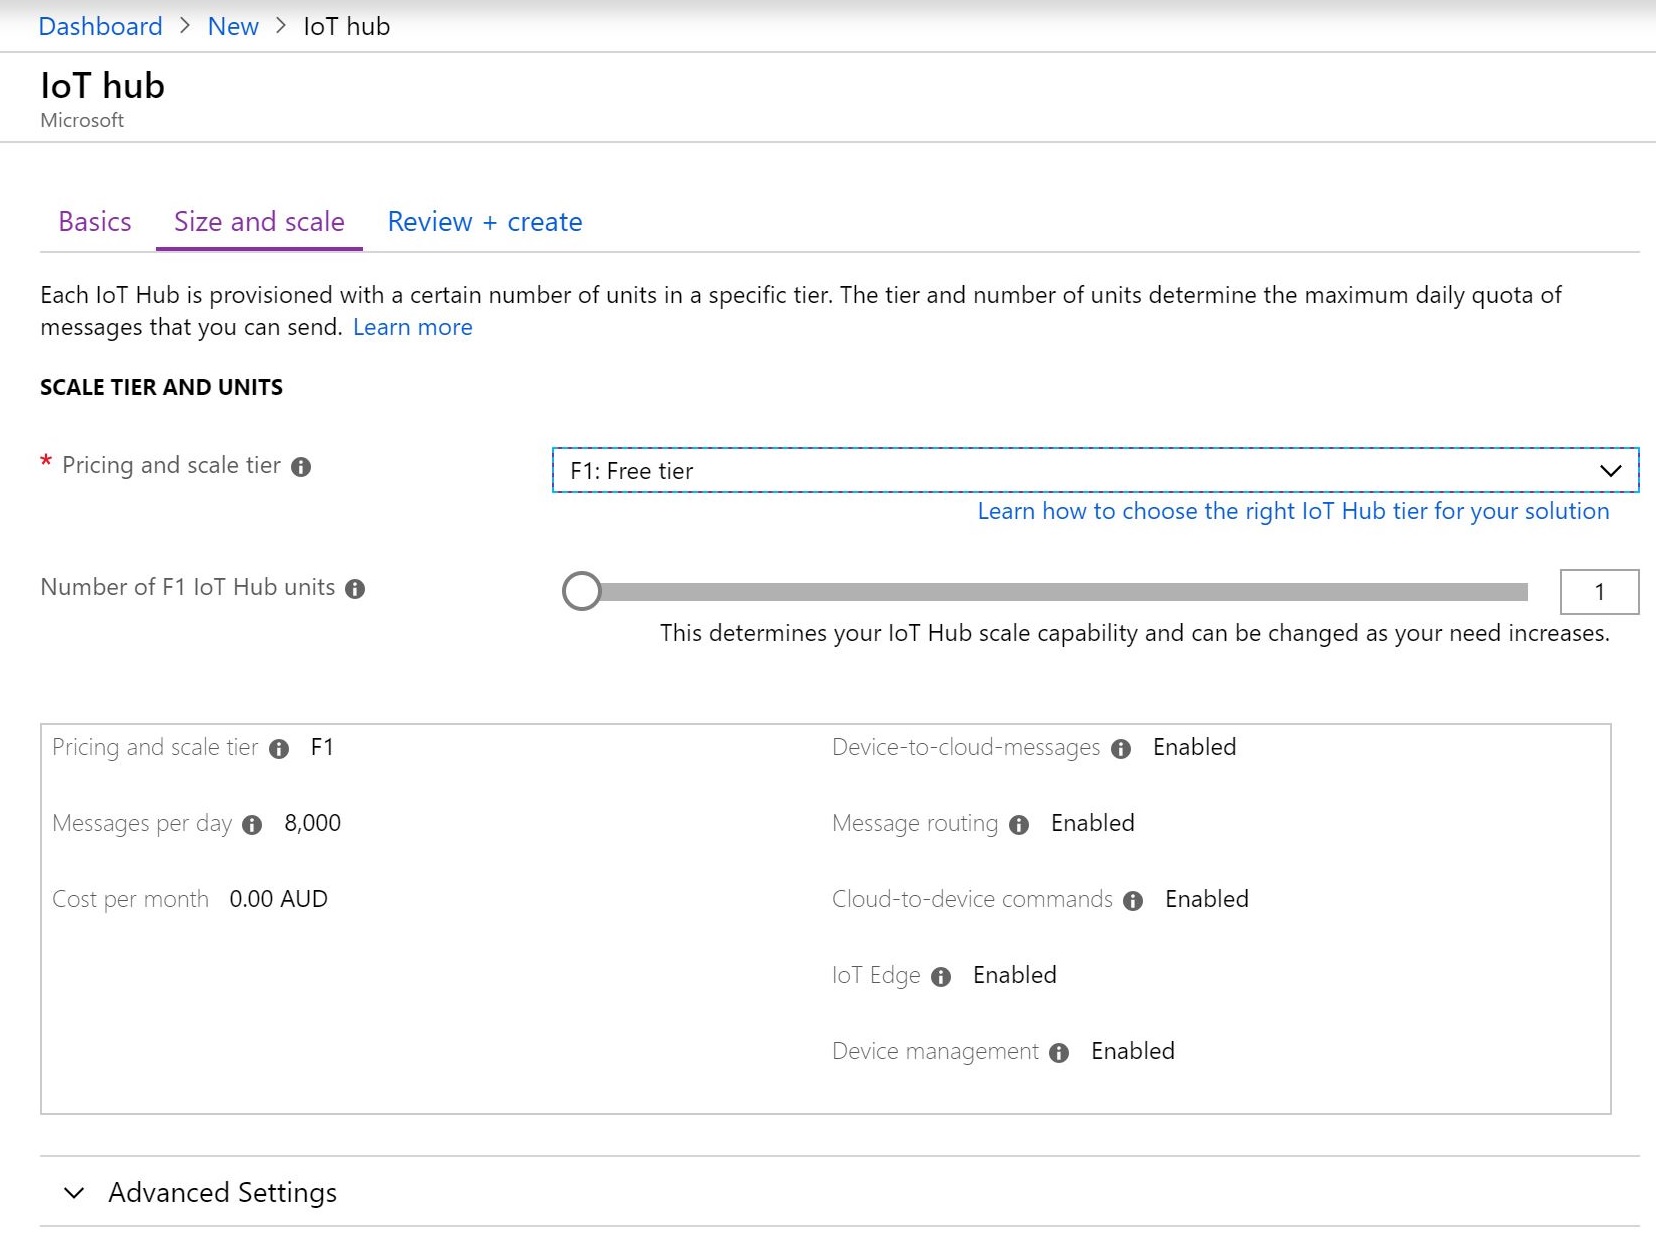 Dashboard > New > IoT hub
IoT hub
Microsoft
Basics Size and scale Review + create
Each IoT Hub is provisioned with a certain number of units in a specific tier. The tier and number of units determine the maximum daily quota of
messages that you can send. Learn more
SCALE TIER AND UNITS
* Pricing and scale tier
F1: Free tier
Learn how to choose the right IoT Hub tier for your solution
Number of F1 IoT Hub units
1
This determines your IoT Hub scale capability and can be changed as your need increases.
Pricing and scale tier F1
Messages per day 8,000
Cost per month 0.00 AUD
Device-to-cloud-messages Enabled
Message routing Enabled
Cloud-to-device commands Enabled
IoT Edge Enabled
Device management Enabled
Advanced Settings